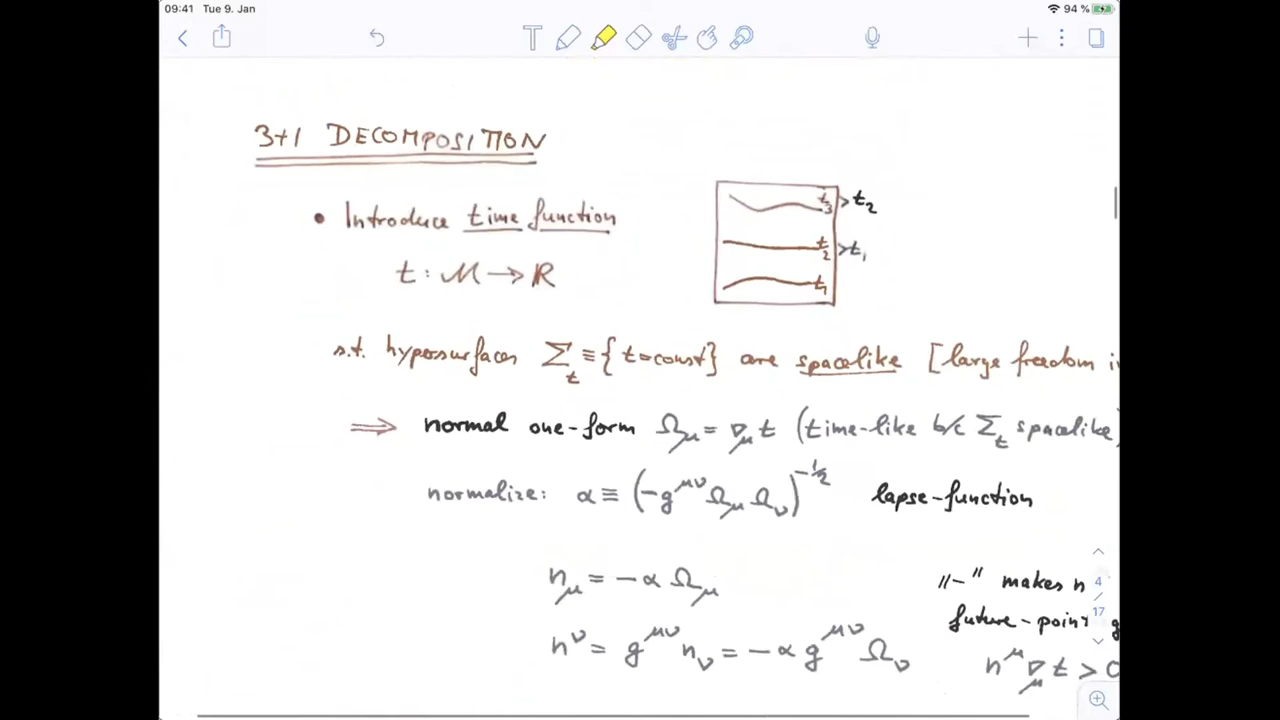 09:41 Tue 9. Jan 94 %
3+1 DECOMPOSITION
• Introduce time function
t : M → ℝ
t₃ > t₂
t₂ > t₁
t₁
s.t. hypersurfaces Σ_t ≡ { t=const} are spacelike [large freedom i
⟹ normal one-form Ω_μ = ∇_μ t (time-like b/c Σ_t spacelike)
normalize: α ≡ (-g^{μν} Ω_μ Ω_ν)^{-1/2} lapse-function
n_μ = -α Ω_μ
"-" makes n
4
/
17
future-point g
n^ν = g^{μν} n_ν = -α g^{μν} Ω_ν
n^μ ∇_μ t > 0